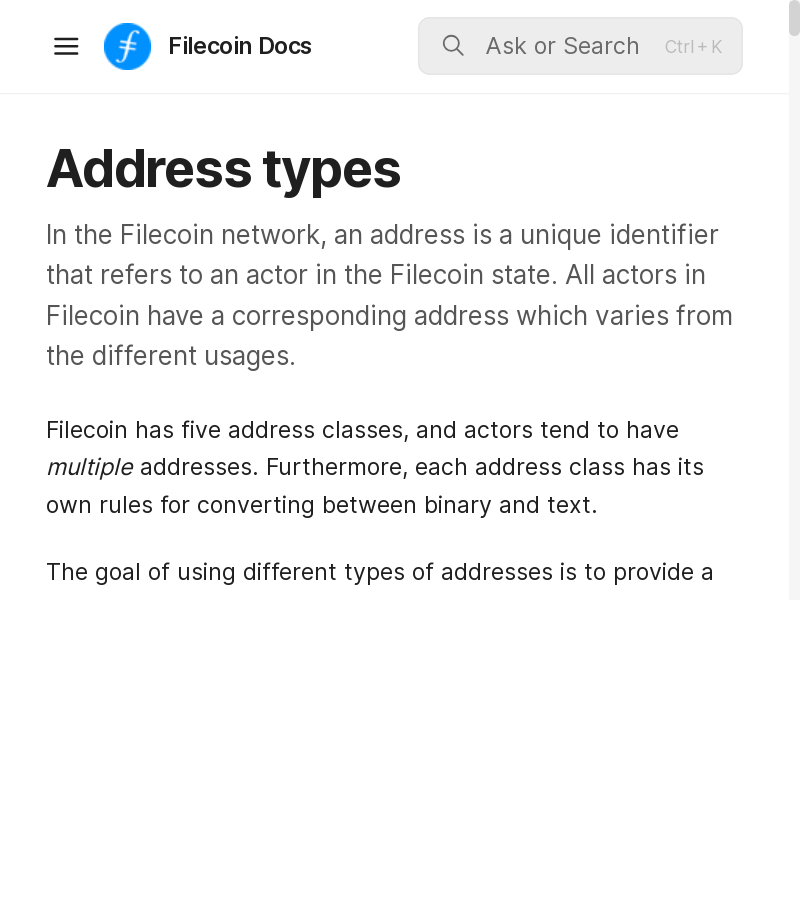 Filecoin Docs
Ask or Search Ctrl + K
Address types
In the Filecoin network, an address is a unique identifier
that refers to an actor in the Filecoin state. All actors in
Filecoin have a corresponding address which varies from
the different usages.
Filecoin has five address classes, and actors tend to have
multiple addresses. Furthermore, each address class has its
own rules for converting between binary and text.
The goal of using different types of addresses is to provide a